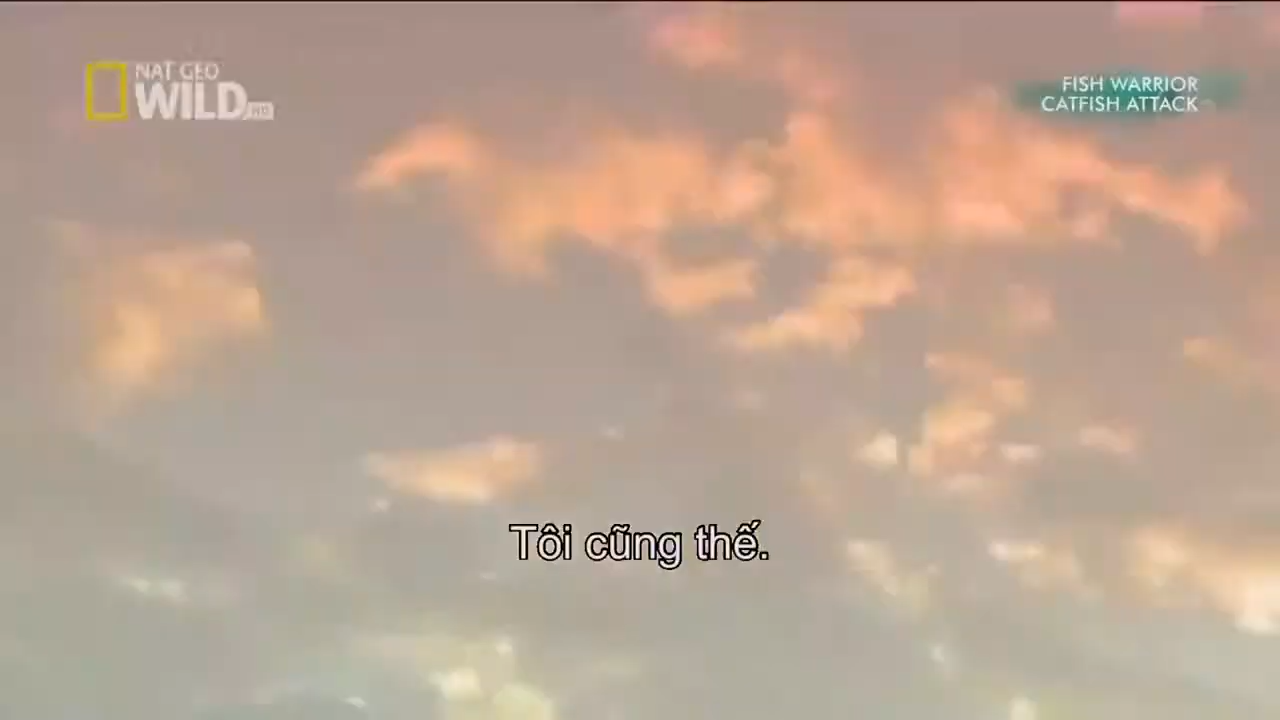 NAT GEO
WILD HD
FISH WARRIOR
CATFISH ATTACK
Tôi cũng thế.